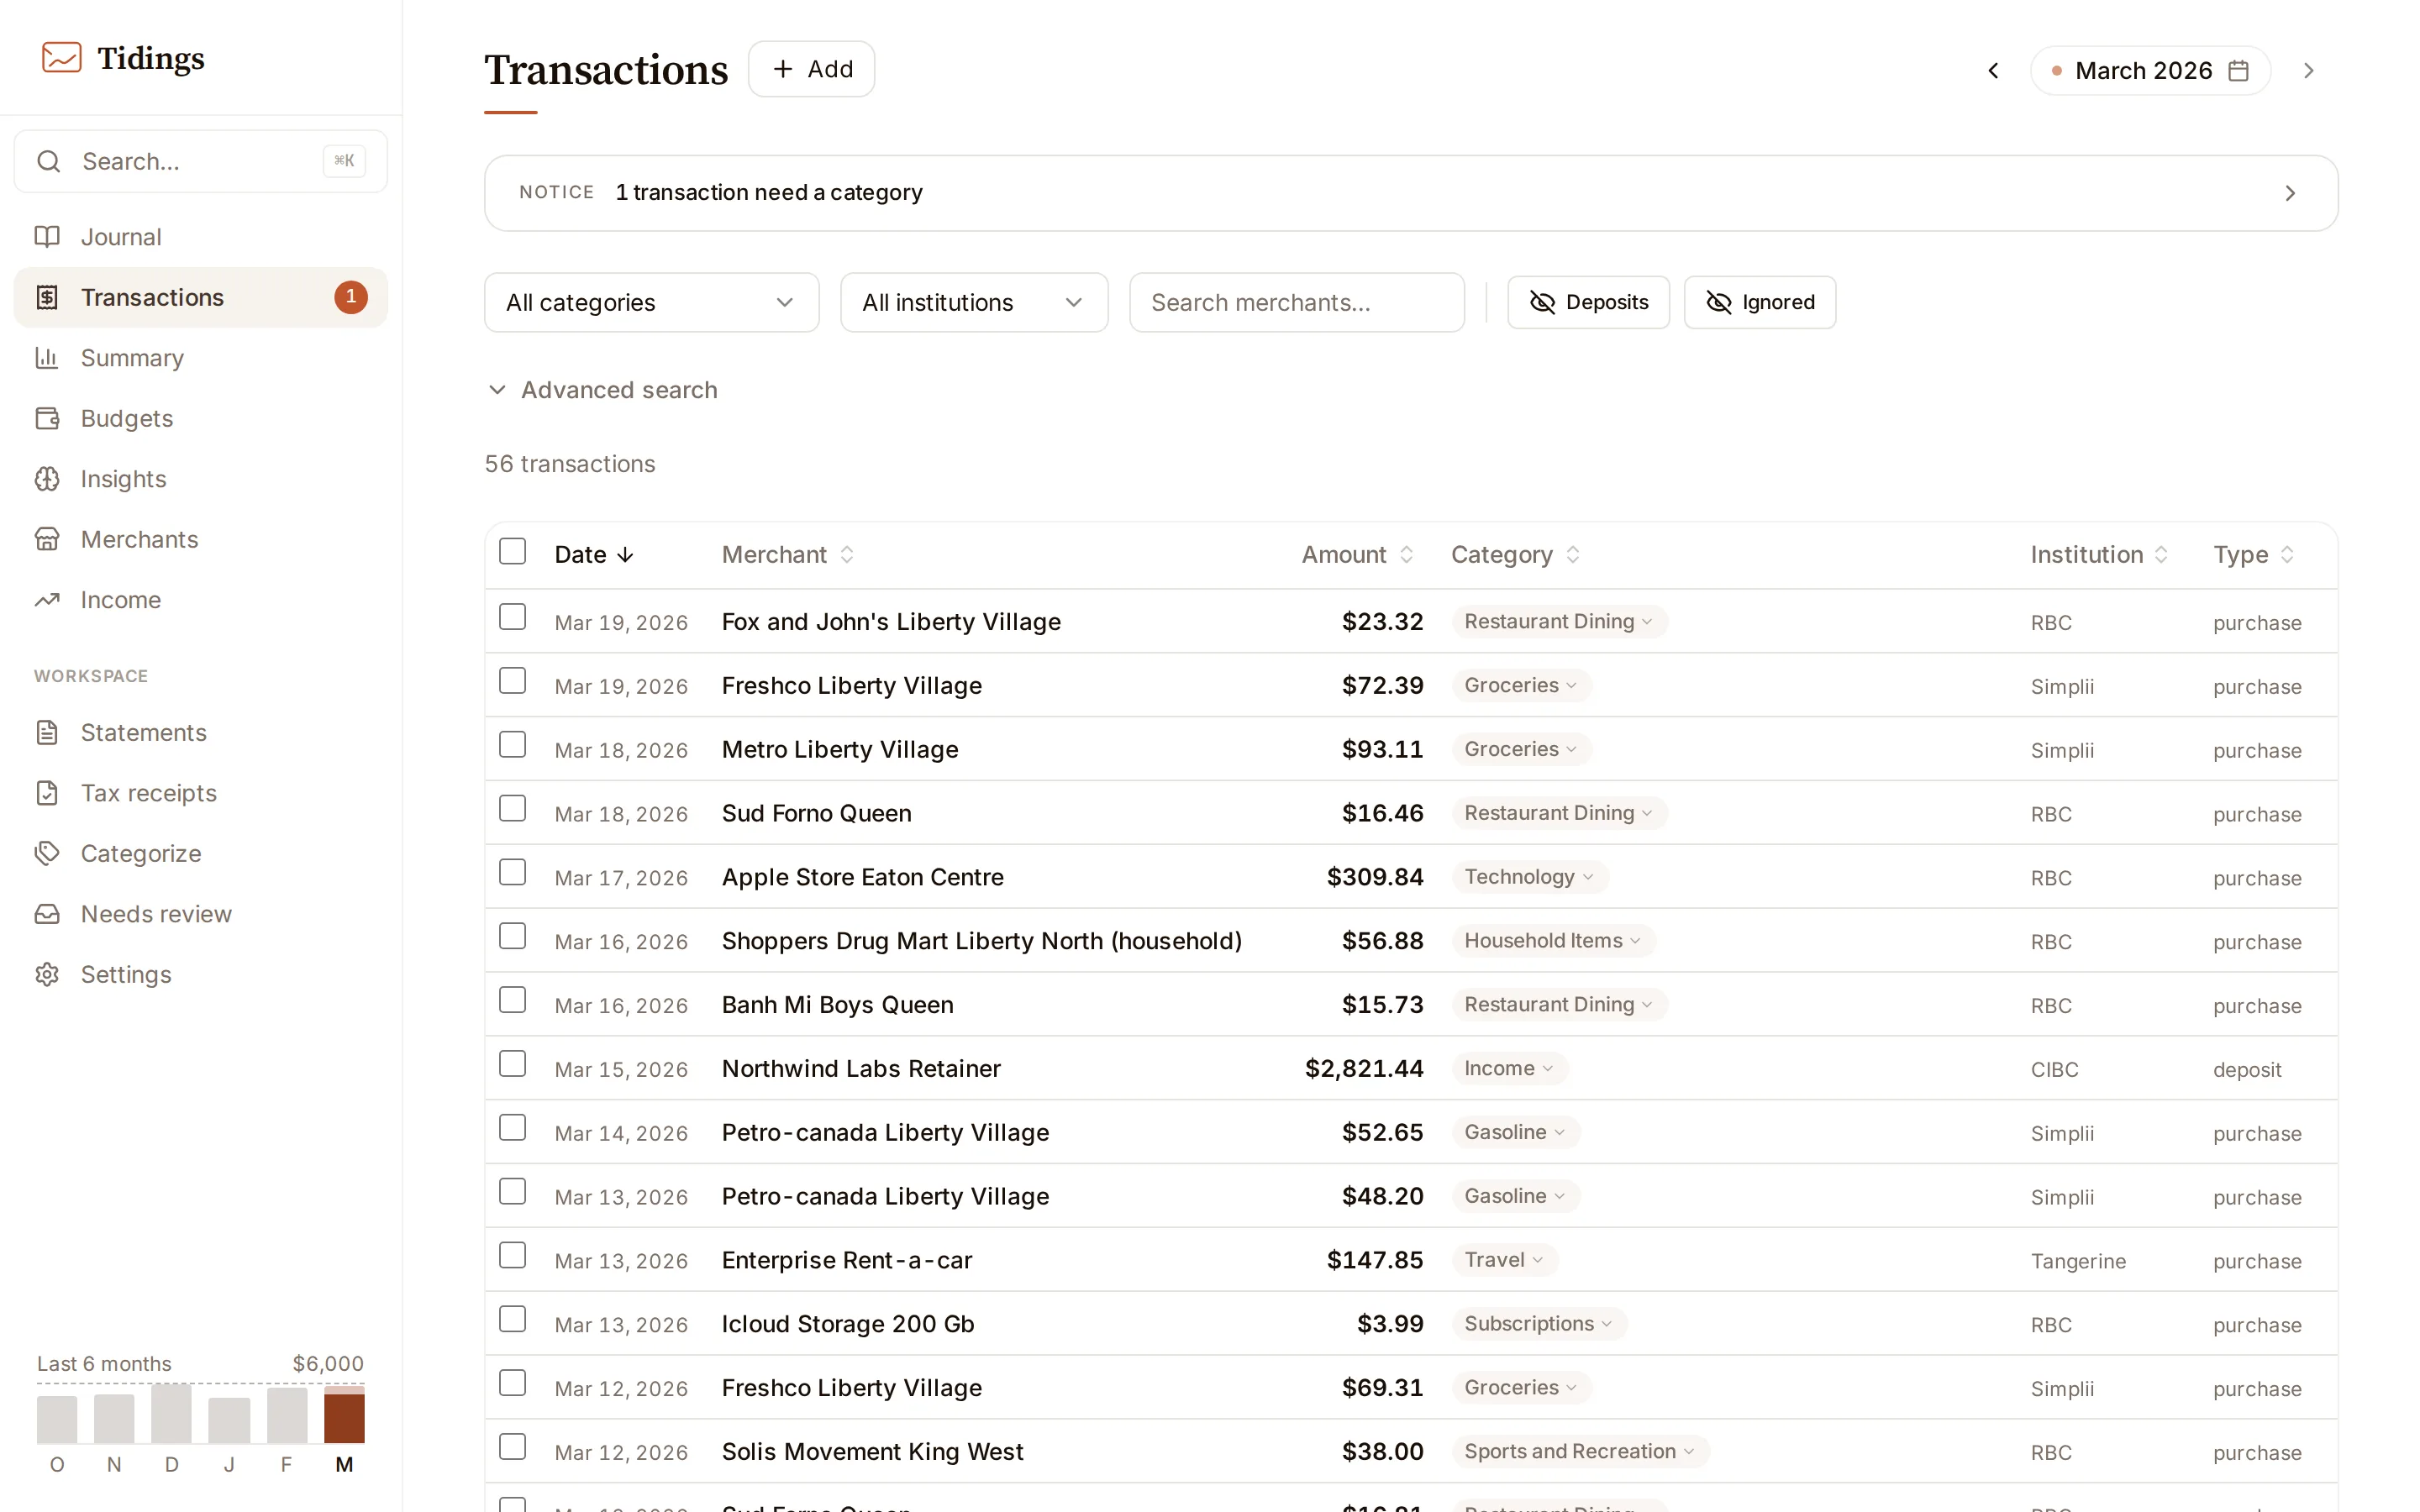 Tidings
Search...
⌘K
Journal
Transactions 1
Summary
Budgets
Insights
Merchants
Income
WORKSPACE
Statements
Tax receipts
Categorize
Needs review
Settings
Last 6 months $6,000
O N D J F M
Transactions
+ Add
March 2026
NOTICE 1 transaction need a category
All categories
All institutions
Search merchants...
Deposits
Ignored
Advanced search
56 transactions
Date Merchant Amount Category Institution Type
Mar 19, 2026 Fox and John's Liberty Village $23.32 Restaurant Dining RBC purchase
Mar 19, 2026 Freshco Liberty Village $72.39 Groceries Simplii purchase
Mar 18, 2026 Metro Liberty Village $93.11 Groceries Simplii purchase
Mar 18, 2026 Sud Forno Queen $16.46 Restaurant Dining RBC purchase
Mar 17, 2026 Apple Store Eaton Centre $309.84 Technology RBC purchase
Mar 16, 2026 Shoppers Drug Mart Liberty North (household) $56.88 Household Items RBC purchase
Mar 16, 2026 Banh Mi Boys Queen $15.73 Restaurant Dining RBC purchase
Mar 15, 2026 Northwind Labs Retainer $2,821.44 Income CIBC deposit
Mar 14, 2026 Petro-canada Liberty Village $52.65 Gasoline Simplii purchase
Mar 13, 2026 Petro-canada Liberty Village $48.20 Gasoline Simplii purchase
Mar 13, 2026 Enterprise Rent-a-car $147.85 Travel Tangerine purchase
Mar 13, 2026 Icloud Storage 200 Gb $3.99 Subscriptions RBC purchase
Mar 12, 2026 Freshco Liberty Village $69.31 Groceries Simplii purchase
Mar 12, 2026 Solis Movement King West $38.00 Sports and Recreation RBC purchase